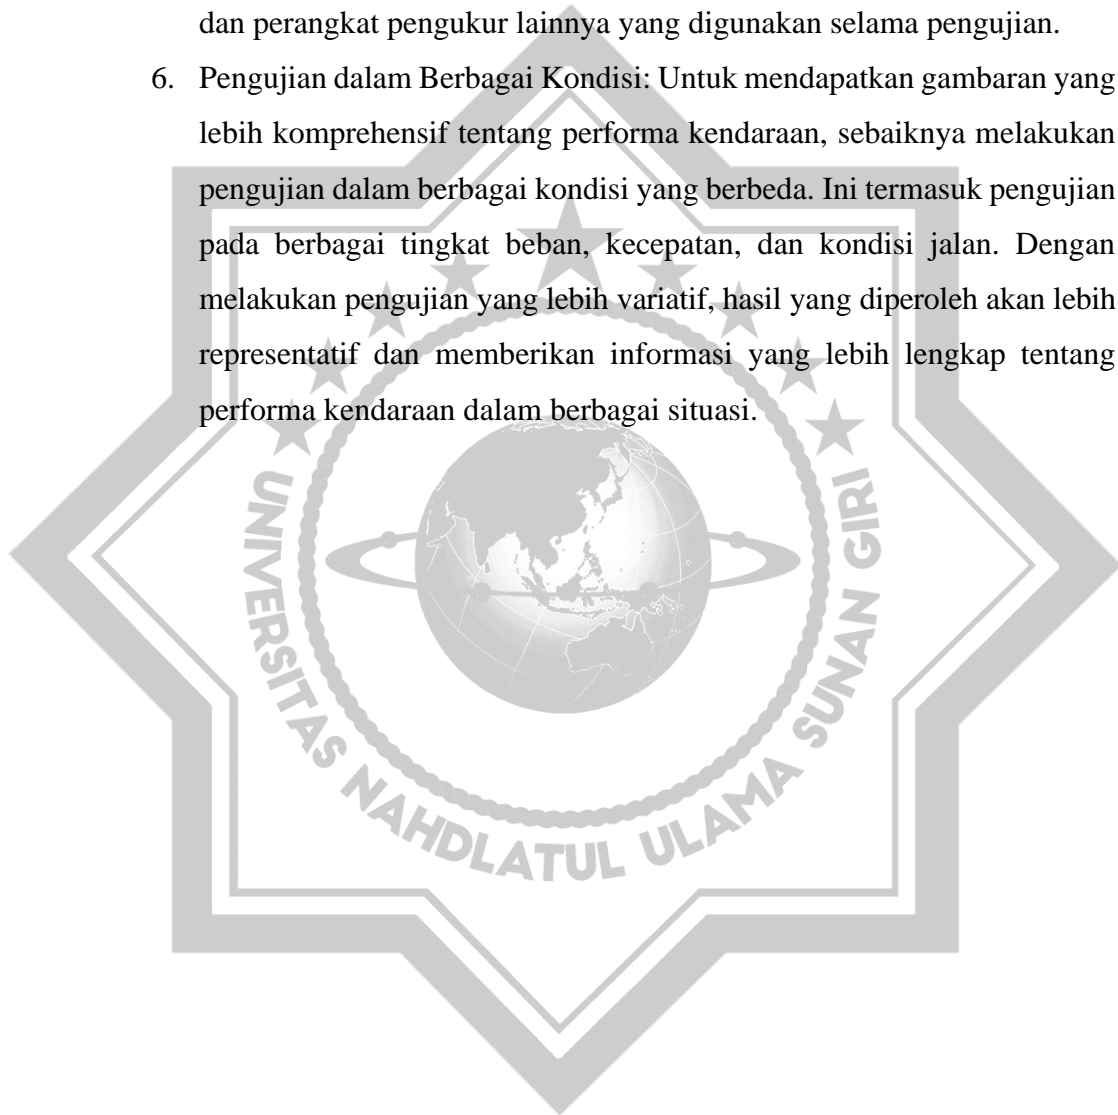 dan perangkat pengukur lainnya yang digunakan selama pengujian.
6. Pengujian dalam Berbagai Kondisi: Untuk mendapatkan gambaran yang
lebih komprehensif tentang performa kendaraan, sebaiknya melakukan
pengujian dalam berbagai kondisi yang berbeda. Ini termasuk pengujian
pada berbagai tingkat beban, kecepatan, dan kondisi jalan. Dengan
melakukan pengujian yang lebih variatif, hasil yang diperoleh akan lebih
representatif dan memberikan informasi yang lebih lengkap tentang
performa kendaraan dalam berbagai situasi.
UNIVERSITAS NAHDLATUL ULAMA SUNAN GIRI